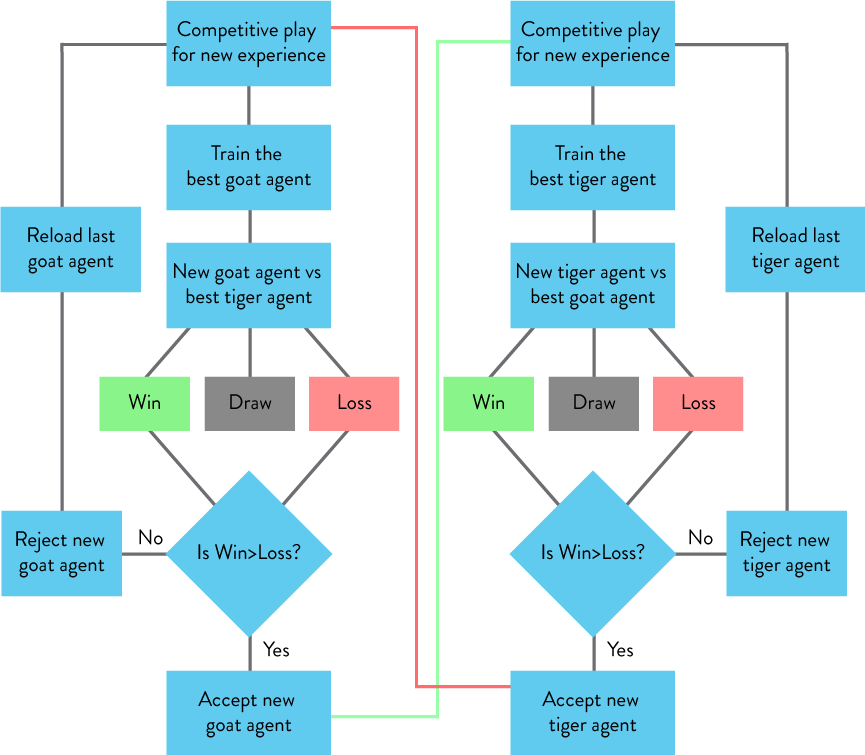 Competitive play
for new experience
Train the
best goat agent
Reload last
goat agent
New goat agent vs
best tiger agent
Win
Draw
Loss
Is Win>Loss?
No
Reject new
goat agent
Yes
Accept new
goat agent
Competitive play
for new experience
Train the
best tiger agent
Reload last
tiger agent
New tiger agent vs
best goat agent
Win
Draw
Loss
Is Win>Loss?
No
Reject new
tiger agent
Yes
Accept new
tiger agent